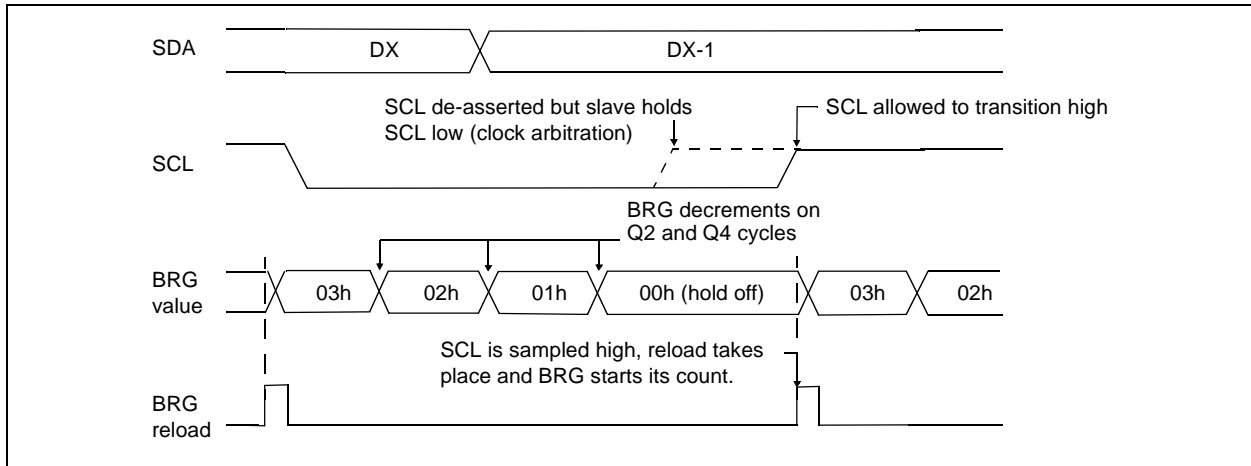 SDA
DX
DX-1
SCL de-asserted but slave holds
SCL low (clock arbitration)
SCL allowed to transition high
SCL
BRG decrements on
Q2 and Q4 cycles
BRG
value
03h
02h
01h
00h (hold off)
03h
02h
SCL is sampled high, reload takes
place and BRG starts its count.
BRG
reload